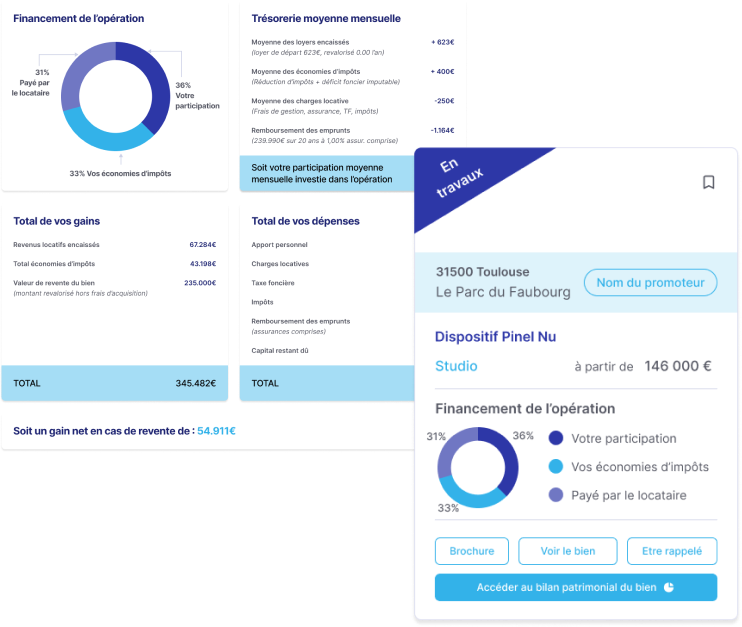 Financement de l'opération
31%
Payé par
le locataire
36%
Votre
participation
33% Vos économies d'impôts
Trésorerie moyenne mensuelle
Moyenne des loyers encaissés + 623€
(loyer de départ 623€, revalorisé 0.00 l'an)
Moyenne des économies d'impôts + 400€
(Réduction d'impôts + déficit foncier imputable)
Moyenne des charges locative -250€
(Frais de gestion, assurance, TF, impôts)
Remboursement des emprunts -1.164€
(239.990€ sur 20 ans à 1,00% assur. comprise)
Soit votre participation moyenne
mensuelle investie dans l'opération
Total de vos gains
Revenus locatifs encaissés 67.284€
Total économies d'impôts 43.198€
Valeur de revente du bien 235.000€
(montant revalorisé hors frais d'acquisition)
TOTAL 345.482€
Total de vos dépenses
Apport personnel
Charges locatives
Taxe foncière
Impôts
Remboursement des emprunts
(assurances comprises)
Capital restant dû
TOTAL
Soit un gain net en cas de revente de : 54.911€
En
travaux
31500 Toulouse
Le Parc du Faubourg
Nom du promoteur
Dispositif Pinel Nu
Studio à partir de 146 000 €
Financement de l'opération
31%
36%
33%
Votre participation
Vos économies d'impôts
Payé par le locataire
Brochure Voir le bien Etre rappelé
Accéder au bilan patrimonial du bien